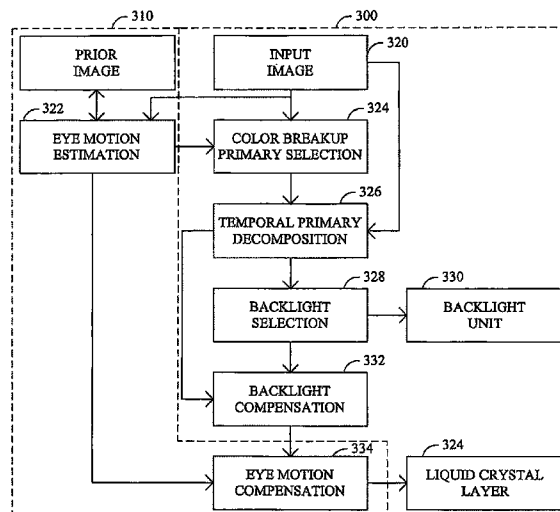 310
300
PRIOR
IMAGE
INPUT
IMAGE
320
322
324
EYE MOTION
ESTIMATION
COLOR BREAKUP
PRIMARY SELECTION
326
TEMPORAL PRIMARY
DECOMPOSITION
328
330
BACKLIGHT
SELECTION
BACKLIGHT
UNIT
332
BACKLIGHT
COMPENSATION
334
324
EYE MOTION
COMPENSATION
LIQUID CRYSTAL
LAYER